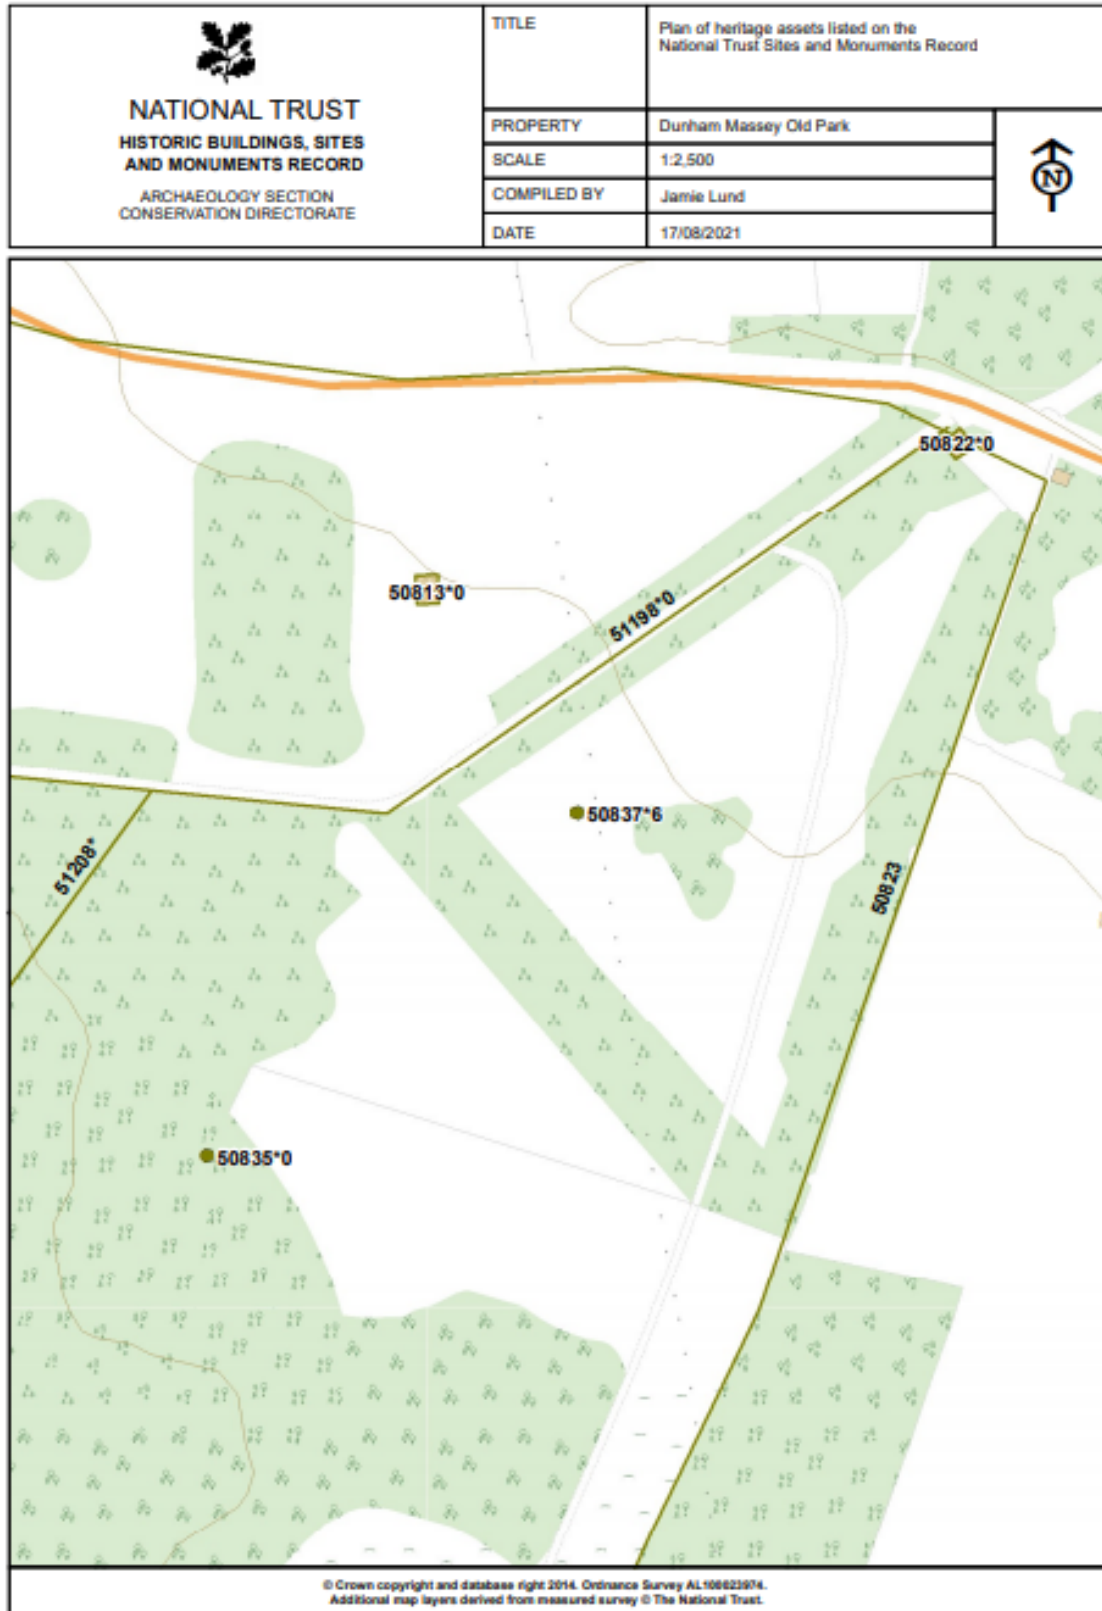 NATIONAL TRUST
HISTORIC BUILDINGS, SITES
AND MONUMENTS RECORD
ARCHAEOLOGY SECTION
CONSERVATION DIRECTORATE
TITLE
Plan of heritage assets listed on the
National Trust Sites and Monuments Record
PROPERTY
Dunham Massey Old Park
SCALE
1:2,500
COMPILED BY
Jamie Lund
DATE
17/08/2021
N
50822*0
50813*0
51198*0
50837*6
51208*
50823
50835*0
© Crown copyright and database right 2014. Ordnance Survey AL100023974.
Additional map layers derived from measured survey © The National Trust.